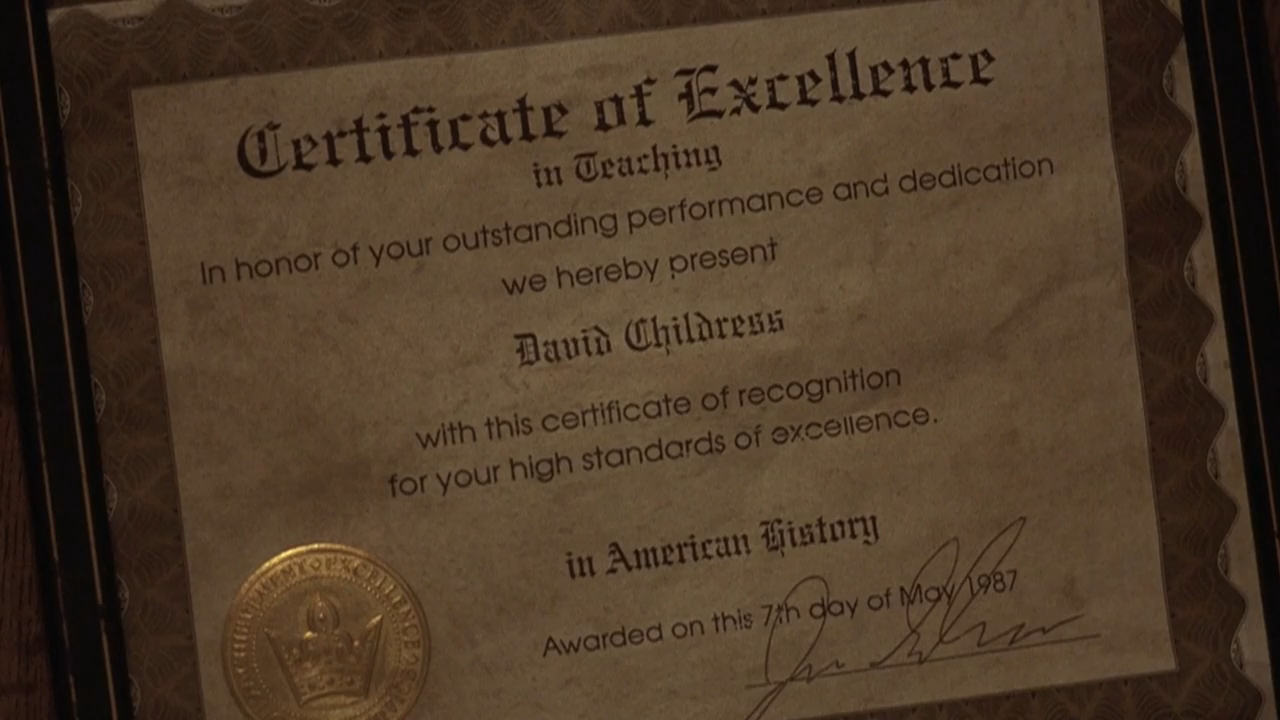 Certificate of Excellence
in Teaching
In honor of your outstanding performance and dedication
we hereby present
David Childress
with this certificate of recognition
for your high standards of excellence.
in American History
Awarded on this 7th day of May 1987
EXCELLENCE